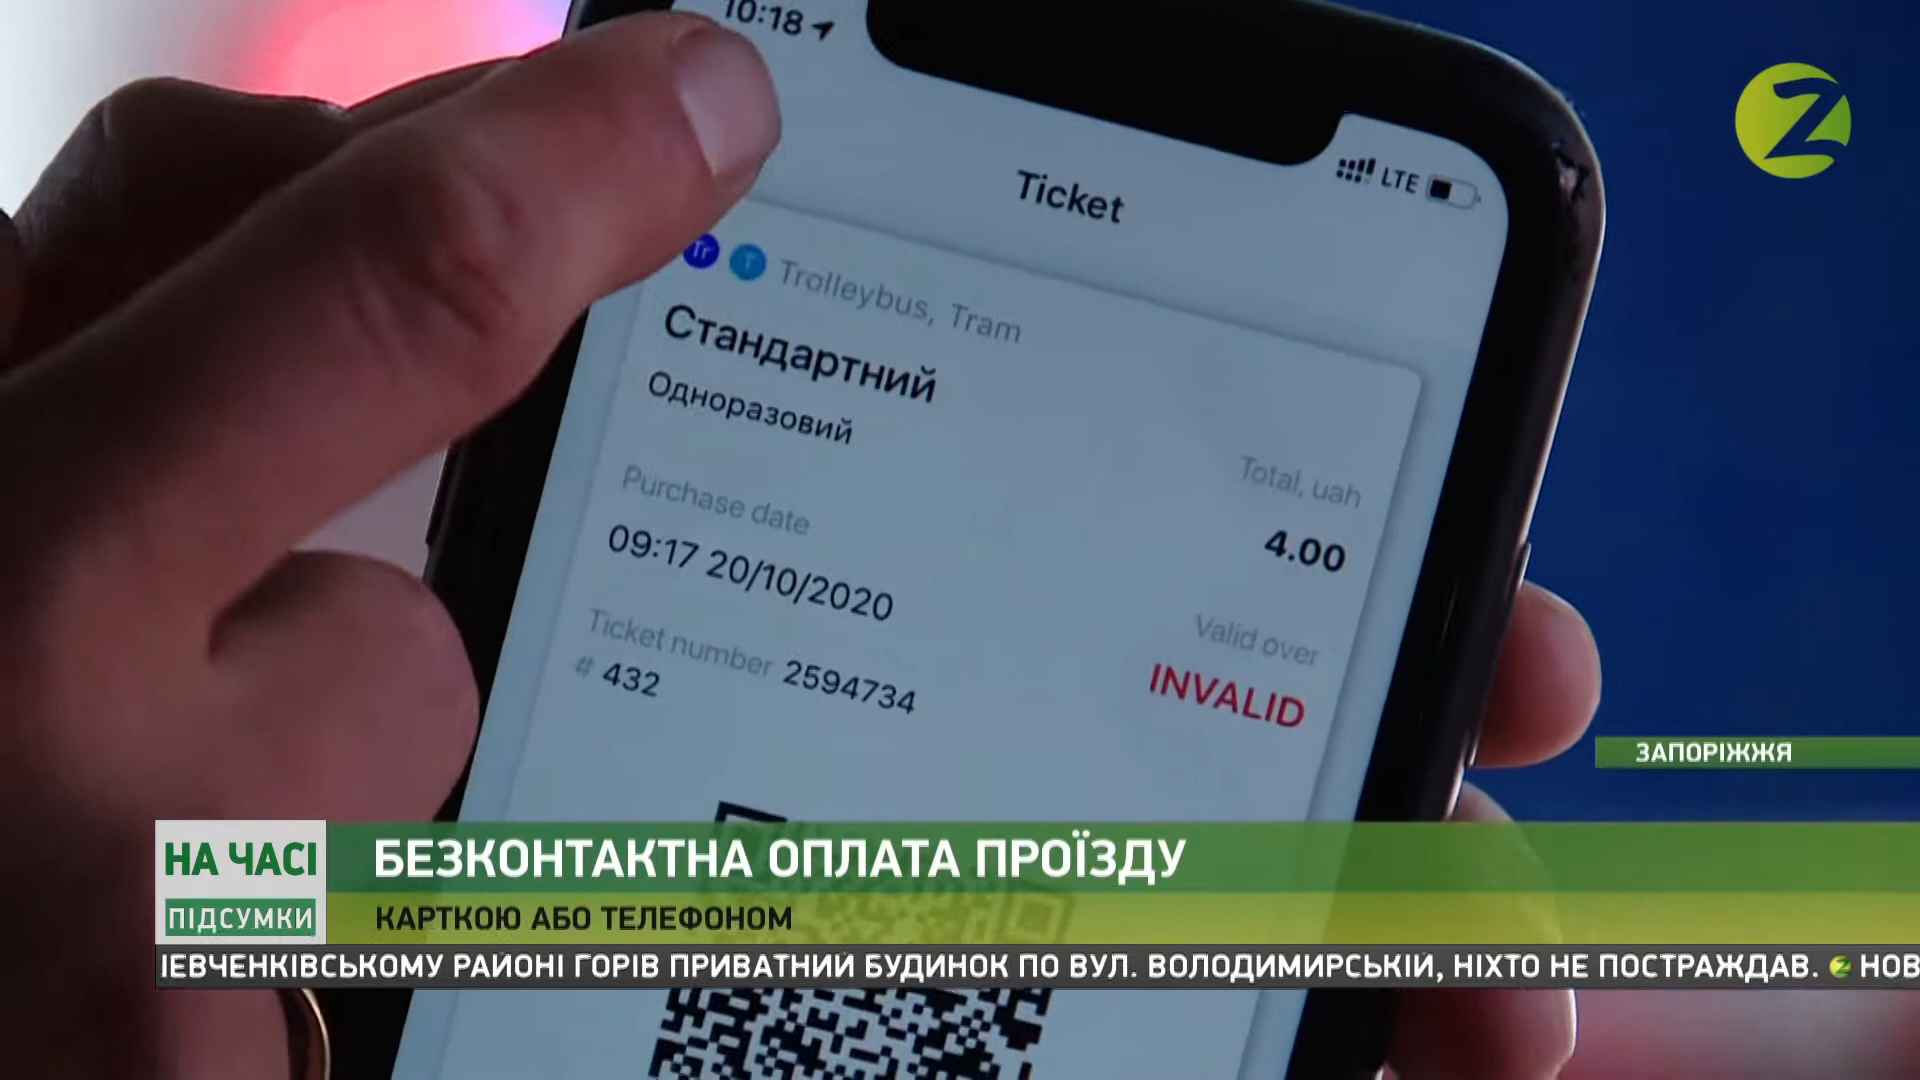 10:18
LTE
Ticket
Tr T Trolleybus, Tram
Стандартний
Одноразовий
Total, uah
4.00
Purchase date
09:17 20/10/2020
Valid over
INVALID
Ticket number 2594734
# 432
ЗАПОРІЖЖЯ
НА ЧАСІ
ПІДСУМКИ
БЕЗКОНТАКТНА ОПЛАТА ПРОЇЗДУ
КАРТКОЮ АБО ТЕЛЕФОНОМ
ІЕВЧЕНКІВСЬКОМУ РАЙОНІ ГОРІВ ПРИВАТНИЙ БУДИНОК ПО ВУЛ. ВОЛОДИМИРСЬКІЙ, НІХТО НЕ ПОСТРАЖДАВ. НОВ